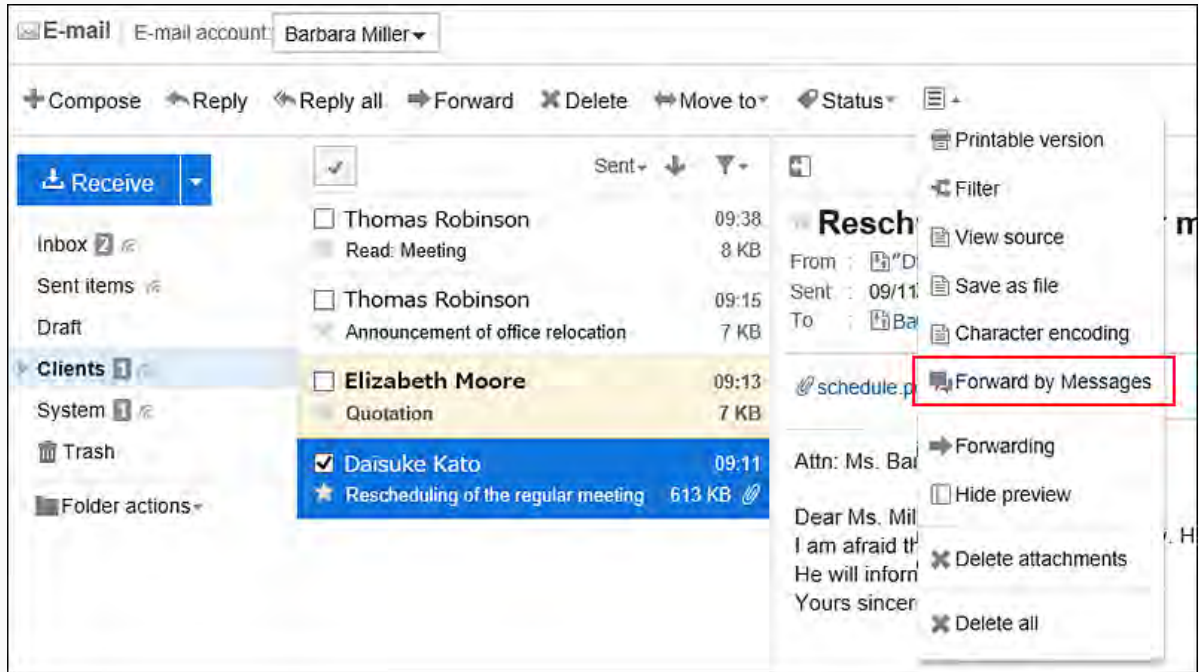 E-mail E-mail account: Barbara Miller
Compose Reply Reply all Forward Delete Move to Status
Receive
Inbox 2
Sent items
Draft
Clients 1
System 1
Trash
Folder actions
Sent
Thomas Robinson 09:38
Read: Meeting 8 KB
Thomas Robinson 09:15
Announcement of office relocation 7 KB
Elizabeth Moore 09:13
Quotation 7 KB
Daisuke Kato 09:11
Rescheduling of the regular meeting 613 KB
Resch m
From : "D
Sent : 09/11
To : Ba
schedule.p
Attn: Ms. Bar
Dear Ms. Mil
I am afraid th . H
He will inform
Yours sincer
Printable version
Filter
View source
Save as file
Character encoding
Forward by Messages
Forwarding
Hide preview
Delete attachments
Delete all